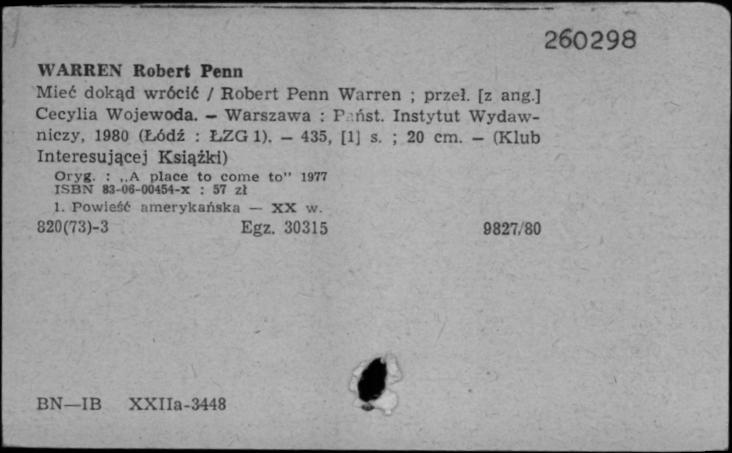 260298
WARREN Robert Penn
Mieć dokąd wrócić / Robert Penn Warren ; przeł. [z ang.]
Cecylia Wojewoda. — Warszawa : Państ. Instytut Wydaw-
niczy, 1980 (Łódź : ŁZG 1). — 435, [1] s. ; 20 cm. — (Klub
Interesującej Książki)
Oryg. : „A place to come to" 1977
ISBN 83-06-00454-x : 57 zł
1. Powieść amerykańska — XX w.
820(73)-3 Egz. 30315 9827/80
BN—IB XXIIa-3448